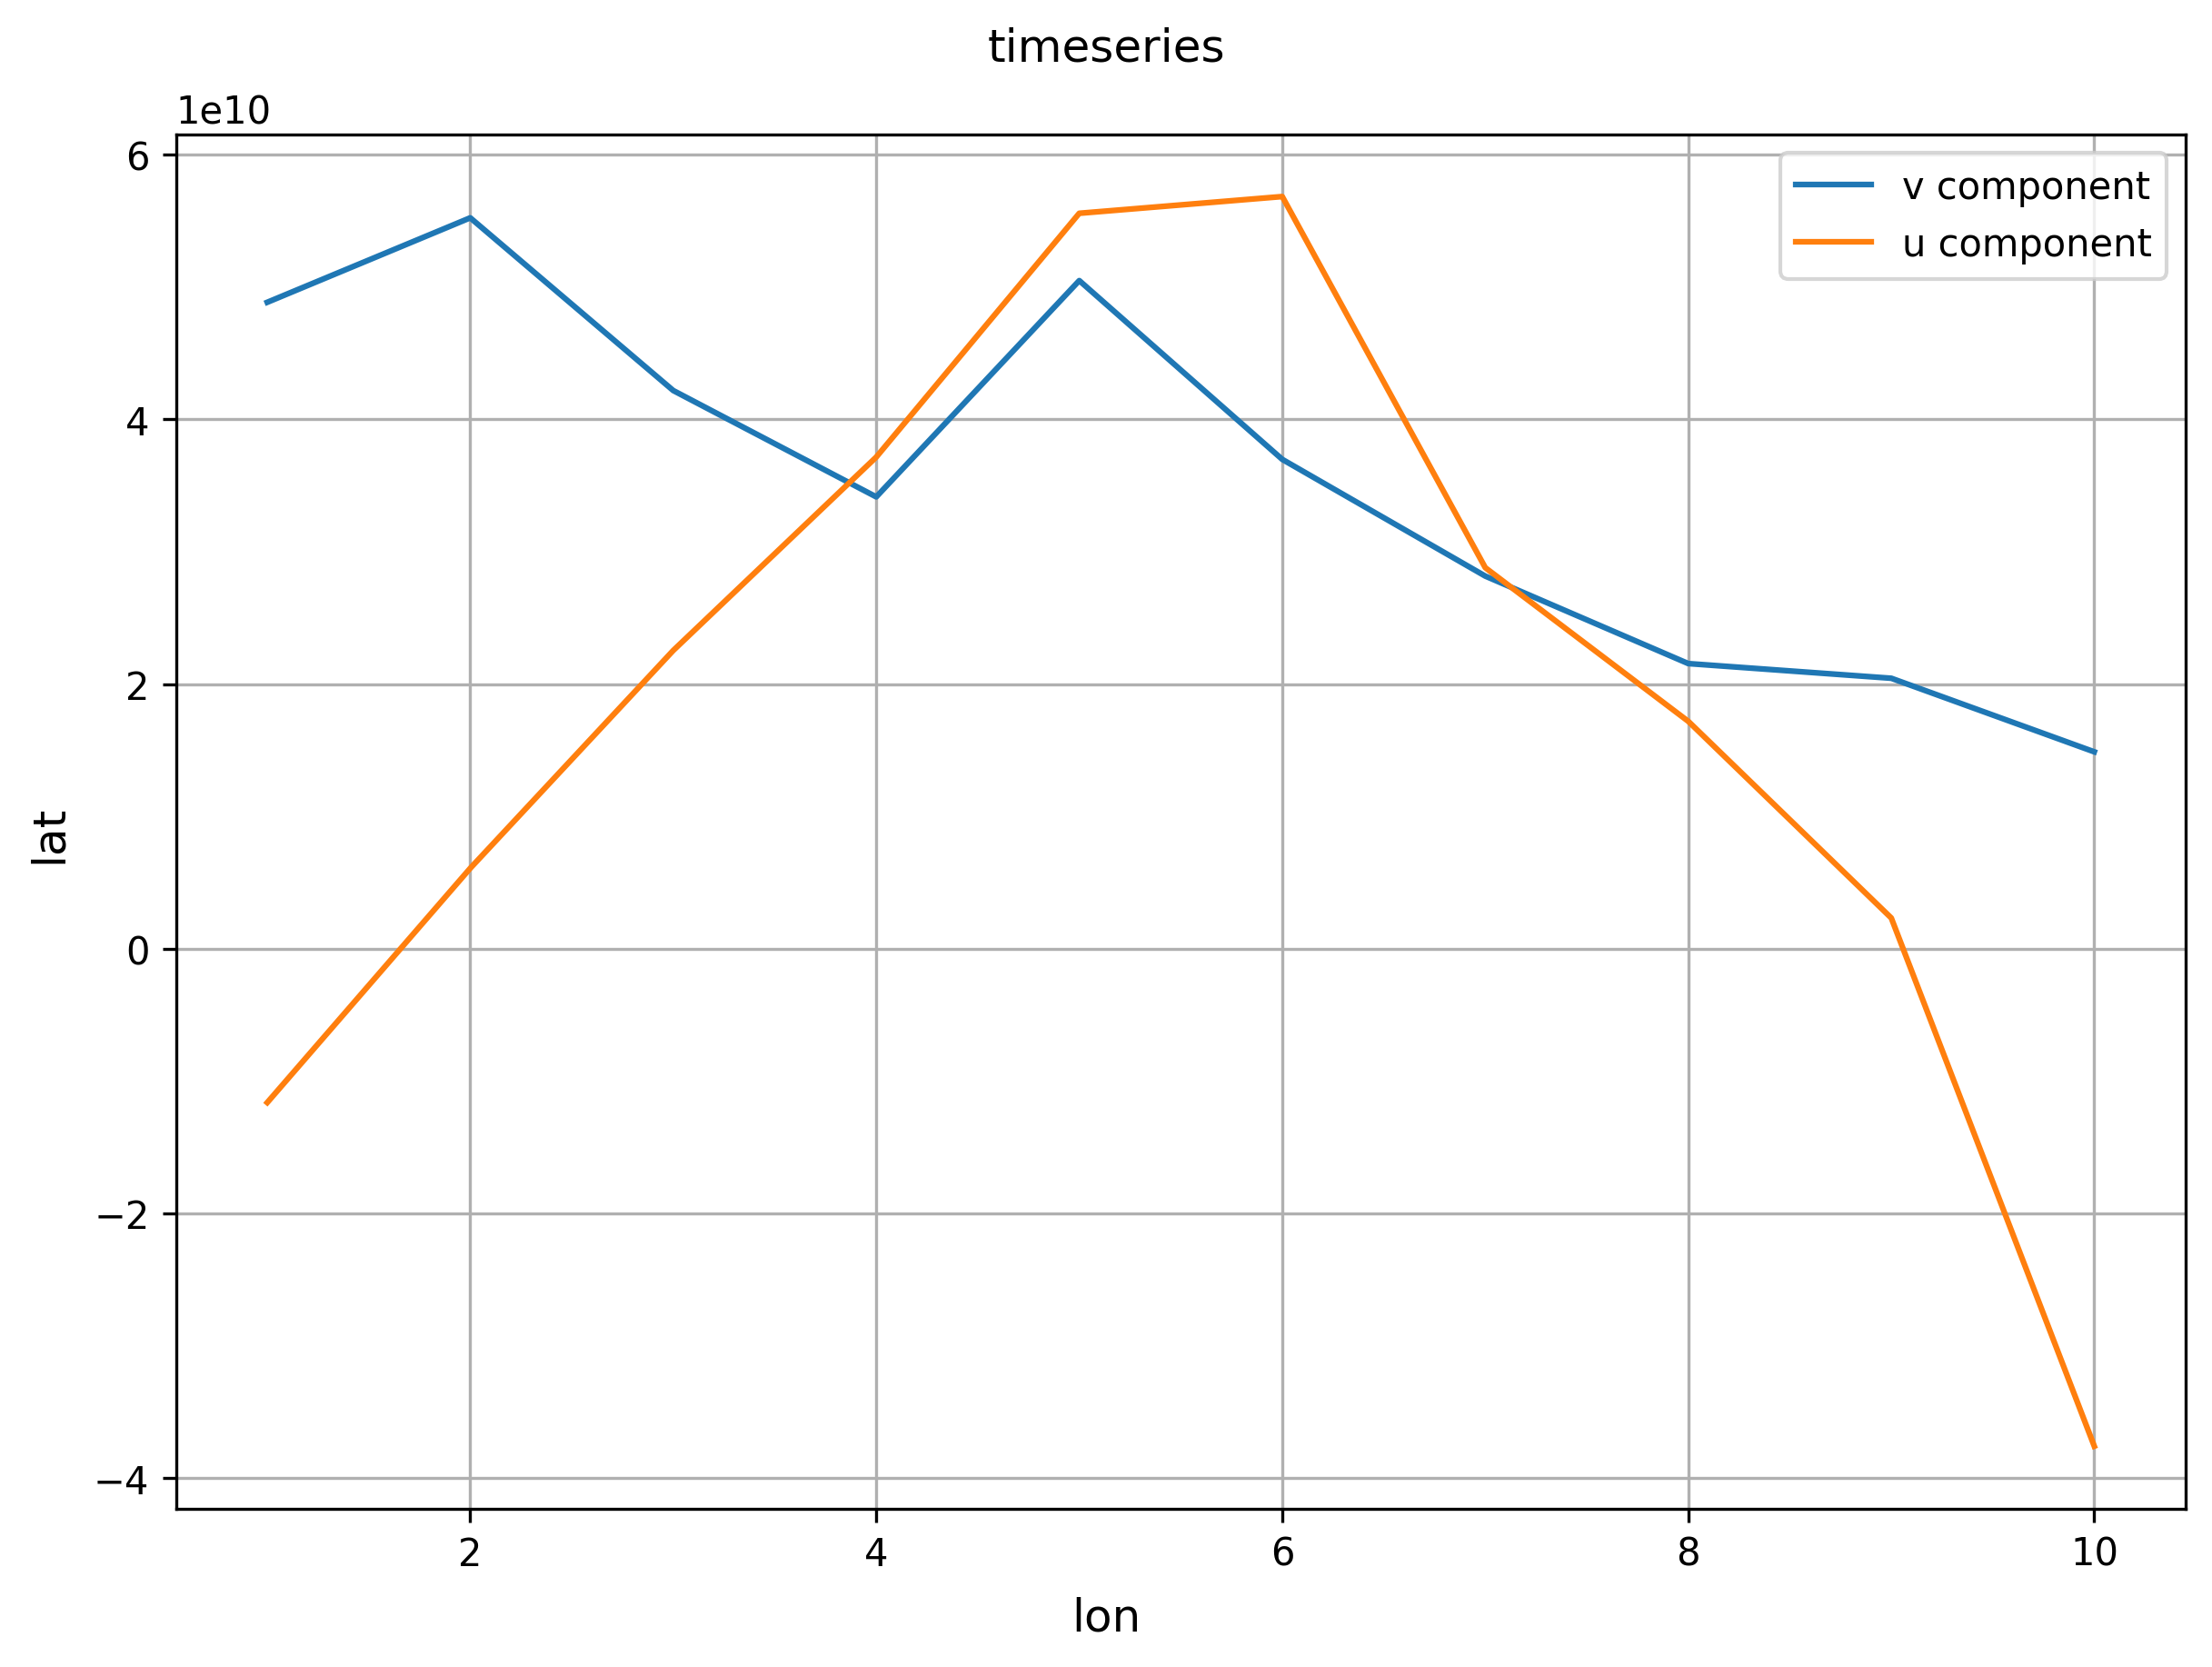 timeseries
1e10
v component
u component
6
4
2
0
−2
−4
lat
2 4 6 8 10
lon